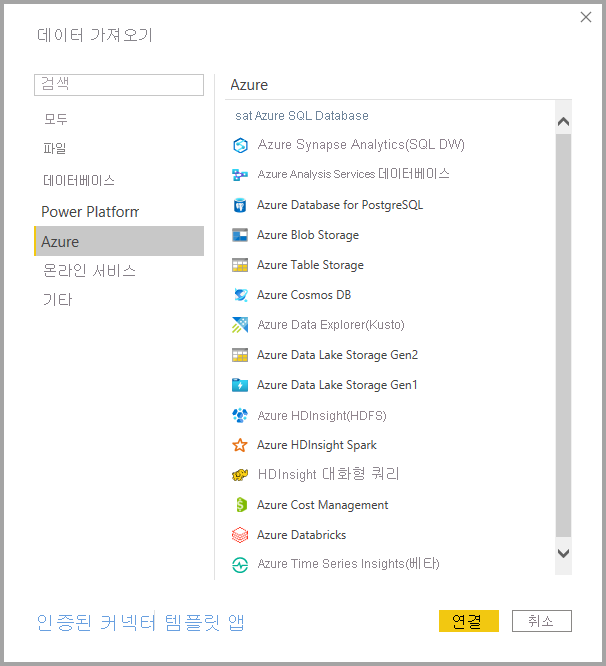 데이터 가져오기
검색
모두
파일
데이터베이스
Power Platform
Azure
온라인 서비스
기타
Azure
sat Azure SQL Database
Azure Synapse Analytics(SQL DW)
Azure Analysis Services 데이터베이스
Azure Database for PostgreSQL
Azure Blob Storage
Azure Table Storage
Azure Cosmos DB
Azure Data Explorer(Kusto)
Azure Data Lake Storage Gen2
Azure Data Lake Storage Gen1
Azure HDInsight(HDFS)
Azure HDInsight Spark
HDInsight 대화형 쿼리
Azure Cost Management
Azure Databricks
Azure Time Series Insights(베타)
인증된 커넥터 템플릿 앱
연결
취소